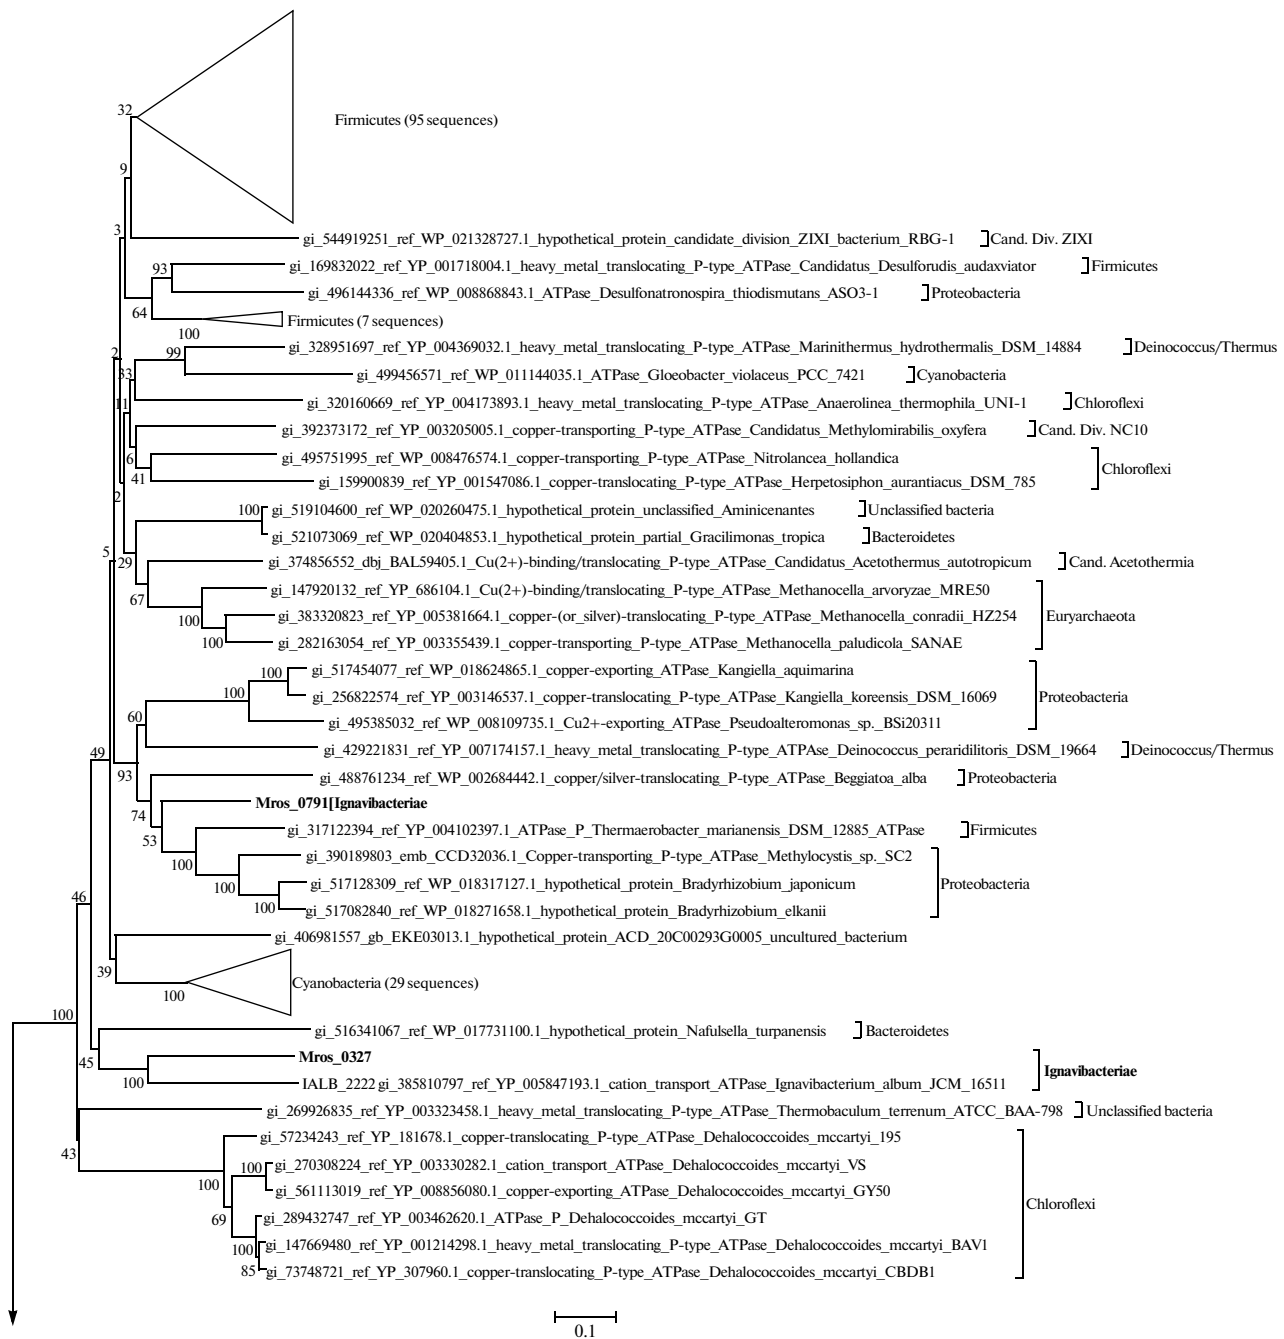 32
Firmicutes (95 sequences)
9
3
gi_544919251_ref_WP_021328727.1_hypothetical_protein_candidate_division_ZIXI_bacterium_RBG-1 Cand. Div. ZIXI
93
gi_169832022_ref_YP_001718004.1_heavy_metal_translocating_P-type_ATPase_Candidatus_Desulforudis_audaxviator Firmicutes
gi_496144336_ref_WP_008868843.1_ATPase_Desulfonatronospira_thiodismutans_ASO3-1 Proteobacteria
64
Firmicutes (7 sequences)
100
2
99
gi_328951697_ref_YP_004369032.1_heavy_metal_translocating_P-type_ATPase_Marinithermus_hydrothermalis_DSM_14884 Deinococcus/Thermus
33
gi_499456571_ref_WP_011144035.1_ATPase_Gloeobacter_violaceus_PCC_7421 Cyanobacteria
11
gi_320160669_ref_YP_004173893.1_heavy_metal_translocating_P-type_ATPase_Anaerolinea_thermophila_UNI-1 Chloroflexi
gi_392373172_ref_YP_003205005.1_copper-transporting_P-type_ATPase_Candidatus_Methylomirabilis_oxyfera Cand. Div. NC10
6
gi_495751995_ref_WP_008476574.1_copper-transporting_P-type_ATPase_Nitrolancea_hollandica
Chloroflexi
41
gi_159900839_ref_YP_001547086.1_copper-translocating_P-type_ATPase_Herpetosiphon_aurantiacus_DSM_785
2
100
gi_519104600_ref_WP_020260475.1_hypothetical_protein_unclassified_Aminicenantes Unclassified bacteria
gi_521073069_ref_WP_020404853.1_hypothetical_protein_partial_Gracilimonas_tropica Bacteroidetes
5
29
gi_374856552_dbj_BAL59405.1_Cu(2+)-binding/translocating_P-type_ATPase_Candidatus_Acetothermus_autotropicum Cand. Acetothermia
67
gi_147920132_ref_YP_686104.1_Cu(2+)-binding/translocating_P-type_ATPase_Methanocella_arvoryzae_MRE50
100
gi_383320823_ref_YP_005381664.1_copper-(or_silver)-translocating_P-type_ATPase_Methanocella_conradii_HZ254 Euryarchaeota
100
gi_282163054_ref_YP_003355439.1_copper-transporting_P-type_ATPase_Methanocella_paludicola_SANAE
100
gi_517454077_ref_WP_018624865.1_copper-exporting_ATPase_Kangiella_aquimarina
100
gi_256822574_ref_YP_003146537.1_copper-translocating_P-type_ATPase_Kangiella_koreensis_DSM_16069 Proteobacteria
60
gi_495385032_ref_WP_008109735.1_Cu2+-exporting_ATPase_Pseudoalteromonas_sp._BSi20311
49
gi_429221831_ref_YP_007174157.1_heavy_metal_translocating_P-type_ATPAse_Deinococcus_peraridilitoris_DSM_19664 Deinococcus/Thermus
93
gi_488761234_ref_WP_002684442.1_copper/silver-translocating_P-type_ATPase_Beggiatoa_alba Proteobacteria
Mros_0791[Ignavibacteriae
74
gi_317122394_ref_YP_004102397.1_ATPase_P_Thermaerobacter_marianensis_DSM_12885_ATPase Firmicutes
53
gi_390189803_emb_CCD32036.1_Copper-transporting_P-type_ATPase_Methylocystis_sp._SC2
100
gi_517128309_ref_WP_018317127.1_hypothetical_protein_Bradyrhizobium_japonicum Proteobacteria
100
46
gi_517082840_ref_WP_018271658.1_hypothetical_protein_Bradyrhizobium_elkanii
100
gi_406981557_gb_EKE03013.1_hypothetical_protein_ACD_20C00293G0005_uncultured_bacterium
39
Cyanobacteria (29 sequences)
100
100
gi_516341067_ref_WP_017731100.1_hypothetical_protein_Nafulsella_turpanensis Bacteroidetes
45
Mros_0327
Ignavibacteriae
100
IALB_2222 gi_385810797_ref_YP_005847193.1_cation_transport_ATPase_Ignavibacterium_album_JCM_16511
gi_269926835_ref_YP_003323458.1_heavy_metal_translocating_P-type_ATPase_Thermobaculum_terrenum_ATCC_BAA-798 Unclassified bacteria
gi_57234243_ref_YP_181678.1_copper-translocating_P-type_ATPase_Dehalococcoides_mccartyi_195
43
100
gi_270308224_ref_YP_003330282.1_cation_transport_ATPase_Dehalococcoides_mccartyi_VS
100
gi_561113019_ref_YP_008856080.1_copper-exporting_ATPase_Dehalococcoides_mccartyi_GY50
Chloroflexi
69
gi_289432747_ref_YP_003462620.1_ATPase_P_Dehalococcoides_mccartyi_GT
100
gi_147669480_ref_YP_001214298.1_heavy_metal_translocating_P-type_ATPase_Dehalococcoides_mccartyi_BAV1
85
gi_73748721_ref_YP_307960.1_copper-translocating_P-type_ATPase_Dehalococcoides_mccartyi_CBDB1
0.1